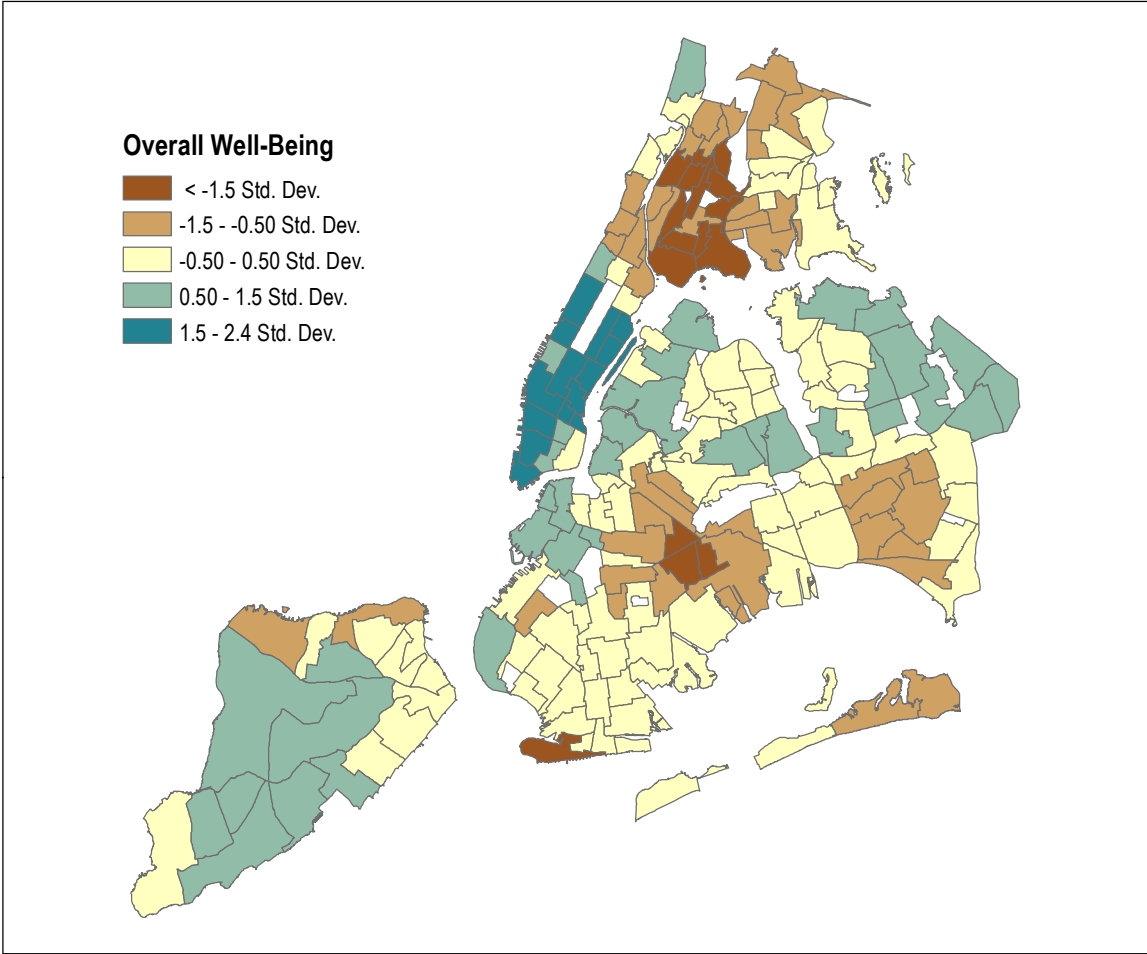 Overall Well-Being
< -1.5 Std. Dev.
-1.5 - -0.50 Std. Dev.
-0.50 - 0.50 Std. Dev.
0.50 - 1.5 Std. Dev.
1.5 - 2.4 Std. Dev.